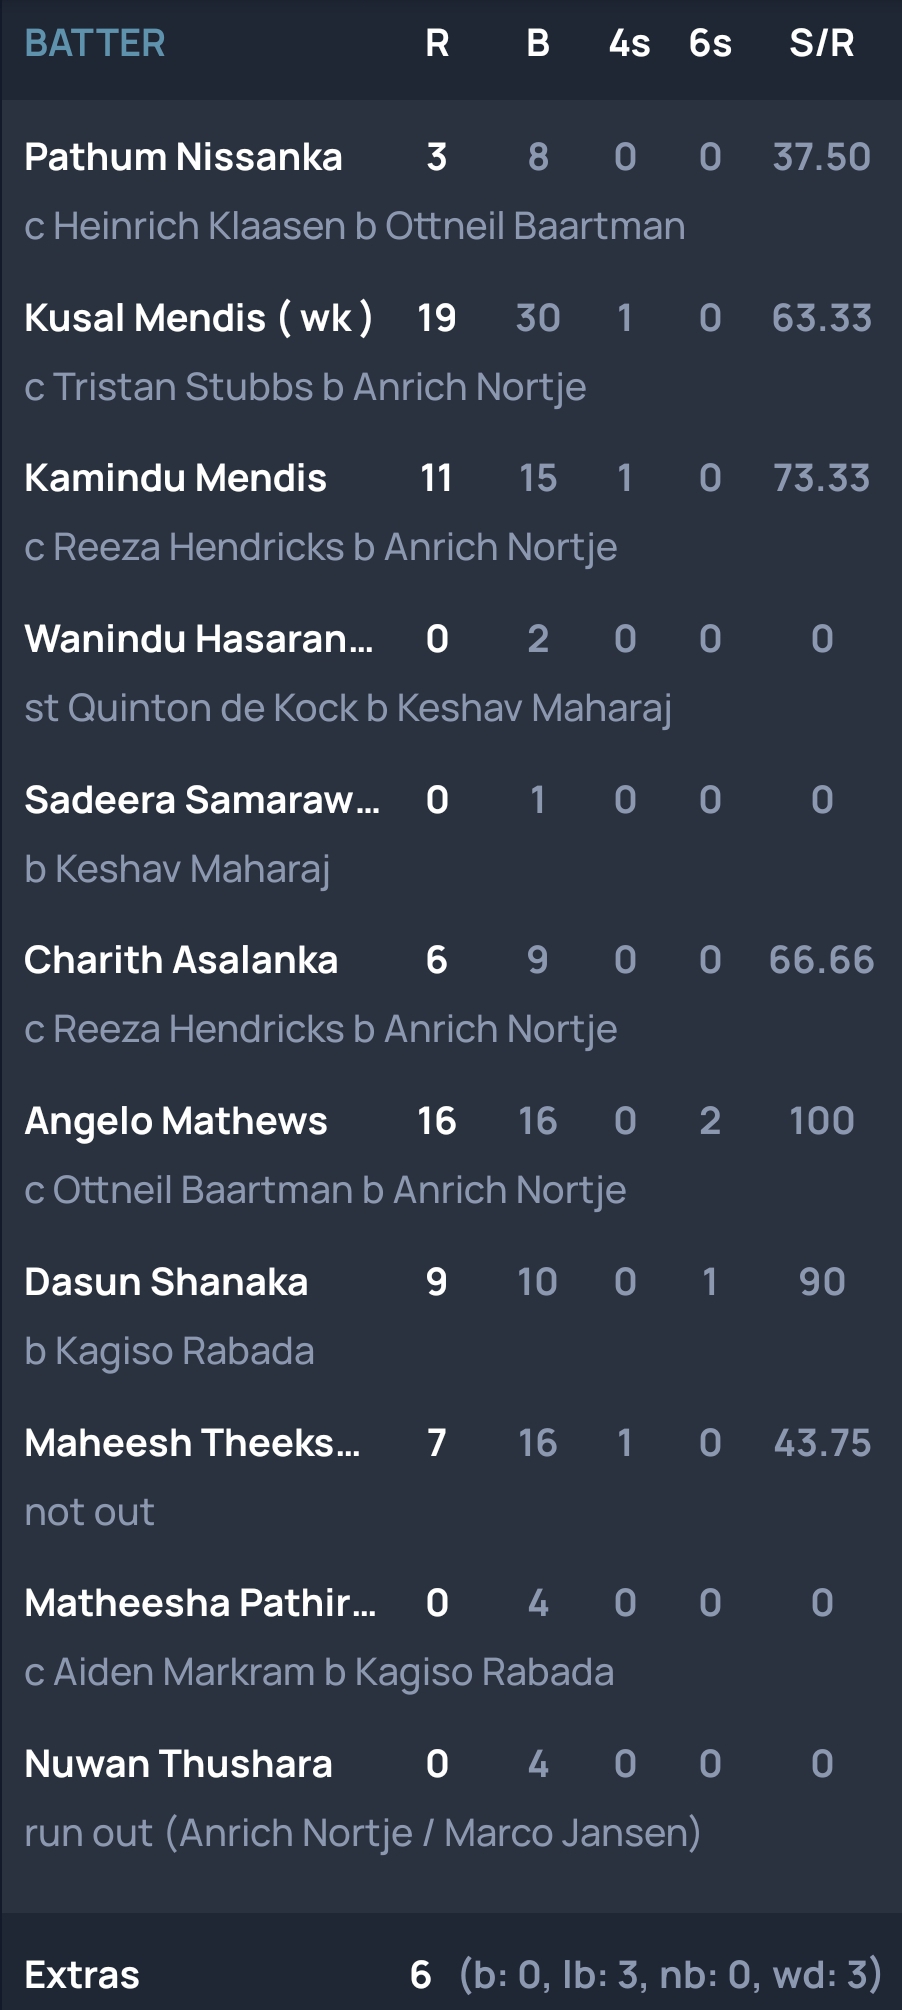 BATTER R B 4s 6s S/R
Pathum Nissanka 3 8 0 0 37.50
c Heinrich Klaasen b Ottneil Baartman
Kusal Mendis ( wk ) 19 30 1 0 63.33
c Tristan Stubbs b Anrich Nortje
Kamindu Mendis 11 15 1 0 73.33
c Reeza Hendricks b Anrich Nortje
Wanindu Hasaran... 0 2 0 0 0
st Quinton de Kock b Keshav Maharaj
Sadeera Samaraw... 0 1 0 0 0
b Keshav Maharaj
Charith Asalanka 6 9 0 0 66.66
c Reeza Hendricks b Anrich Nortje
Angelo Mathews 16 16 0 2 100
c Ottneil Baartman b Anrich Nortje
Dasun Shanaka 9 10 0 1 90
b Kagiso Rabada
Maheesh Theeks... 7 16 1 0 43.75
not out
Matheesha Pathir... 0 4 0 0 0
c Aiden Markram b Kagiso Rabada
Nuwan Thushara 0 4 0 0 0
run out (Anrich Nortje / Marco Jansen)
Extras 6 (b: 0, lb: 3, nb: 0, wd: 3)